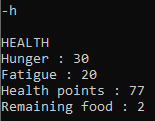 -h
HEALTH
Hunger : 30
Fatigue : 20
Health points : 77
Remaining food : 2